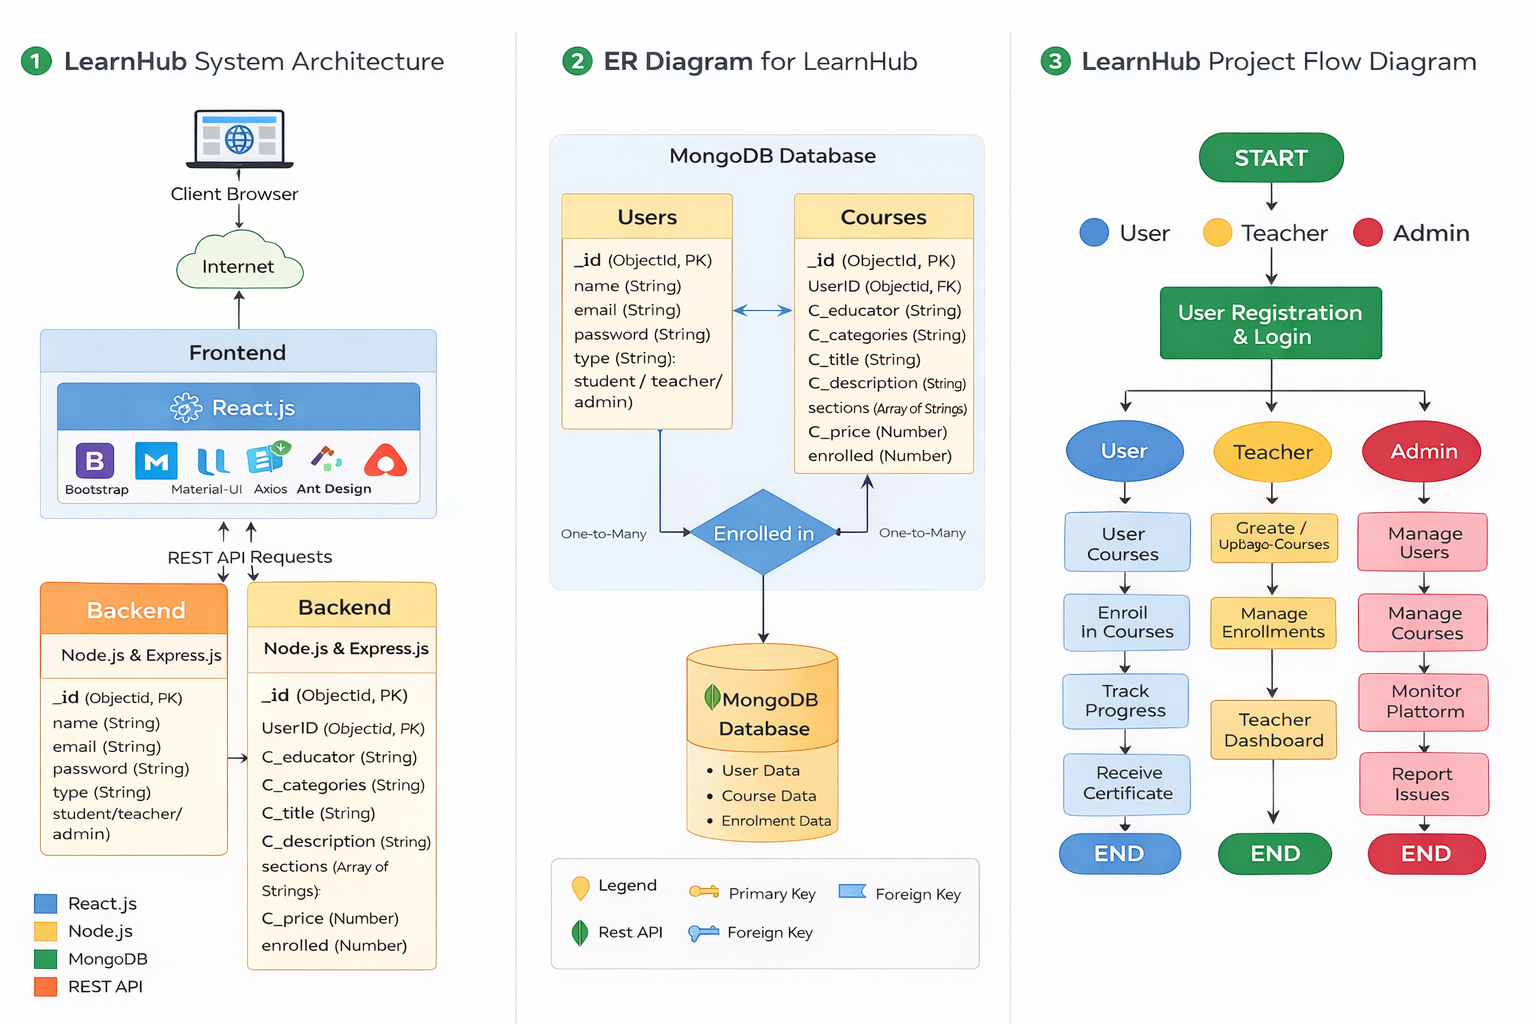 1 LearnHub System Architecture
Client Browser
Internet
Frontend
React.js
B
M
Bootstrap
Material-UI
Axios
Ant Design
REST API Requests
Backend
Node.js & Express.js
_id (Objectid, PK)
name (String)
email (String)
password (String)
type (String)
student/teacher/
admin)
Backend
Node.js & Express.js
_id (ObjectId, PK)
UserID (Objectid, PK)
C_educator (String)
C_categories (String)
C_title (String)
C_description (String)
sections (Array of
Strings):
C_price (Number)
enrolled (Number)
React.js
Node.js
MongoDB
REST API
2 ER Diagram for LearnHub
MongoDB Database
Users
_id (ObjectId, PK)
name (String)
email (String)
password (String)
type (String):
student / teacher/
admin)
Courses
_id (ObjectId, PK)
UserID (ObjectId, FK)
C_educator (String)
C_categories (String)
C_title (String)
C_description (String)
sections (Array of Strings)
C_price (Number)
enrolled (Number)
One-to-Many
Enrolled in
One-to-Many
MongoDB
Database
• User Data
• Course Data
• Enrolment Data
Legend
Primary Key
Foreign Key
Rest API
Foreign Key
3 LearnHub Project Flow Diagram
START
User
Teacher
Admin
User Registration
& Login
User
Teacher
Admin
User
Courses
Enroil
in Courses
Track
Progress
Receive
Certificate
END
Greate /
Courses
Manage
Enrollments
Teacher
Dashboard
END
Manage
Users
Manage
Courses
Monitor
Plattorm
Report
Issues
END